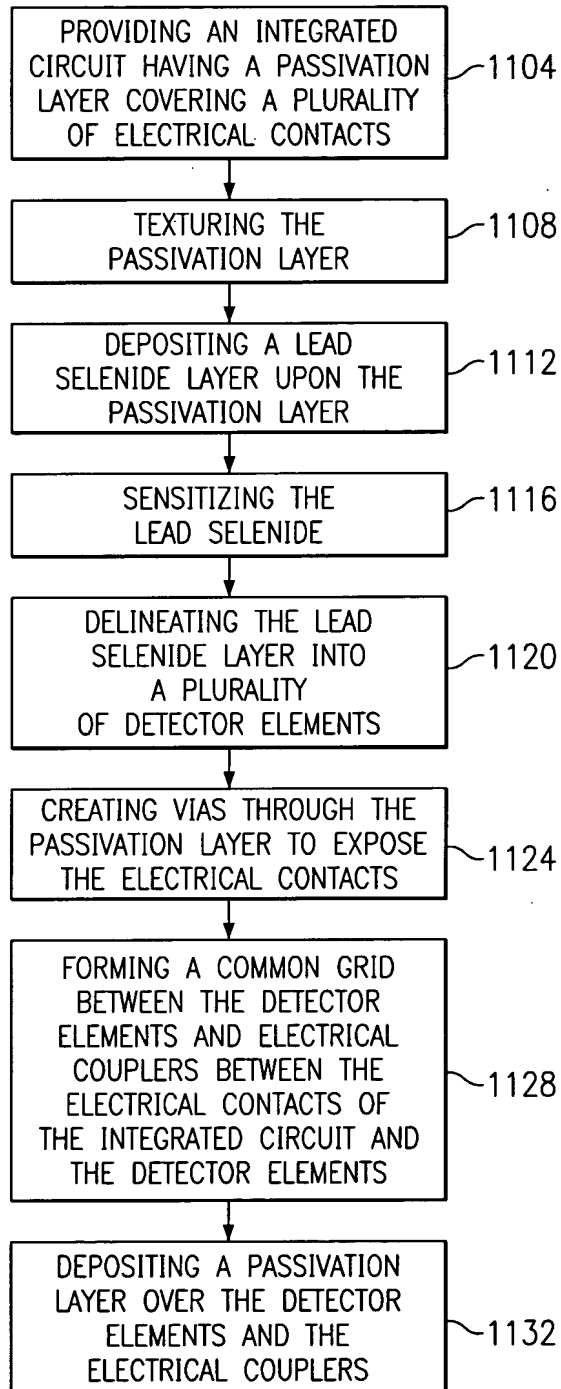 PROVIDING AN INTEGRATED
CIRCUIT HAVING A PASSIVATION
LAYER COVERING A PLURALITY
OF ELECTRICAL CONTACTS
1104
TEXTURING THE
PASSIVATION LAYER
1108
DEPOSITING A LEAD
SELENIDE LAYER UPON THE
PASSIVATION LAYER
1112
SENSITIZING THE
LEAD SELENIDE
1116
DELINEATING THE LEAD
SELENIDE LAYER INTO
A PLURALITY
OF DETECTOR ELEMENTS
1120
CREATING VIAS THROUGH THE
PASSIVATION LAYER TO EXPOSE
THE ELECTRICAL CONTACTS
1124
FORMING A COMMON GRID
BETWEEN THE DETECTOR
ELEMENTS AND ELECTRICAL
COUPLERS BETWEEN THE
ELECTRICAL CONTACTS OF
THE INTEGRATED CIRCUIT AND
THE DETECTOR ELEMENTS
1128
DEPOSITING A PASSIVATION
LAYER OVER THE DETECTOR
ELEMENTS AND THE
ELECTRICAL COUPLERS
1132